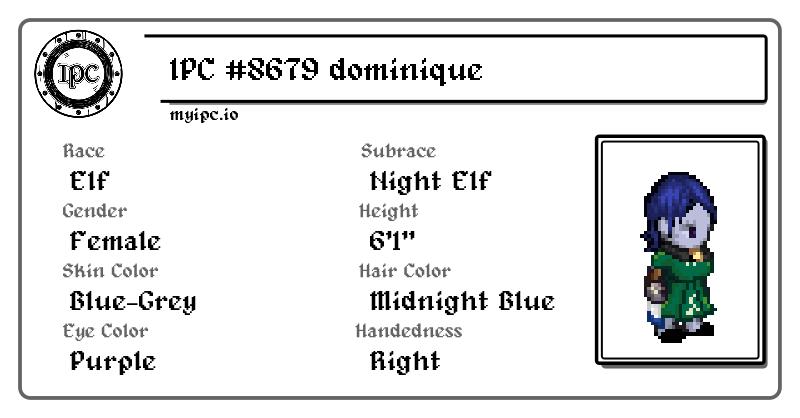 IPC
IPC #8679 dominique
myipc.io
Race
Elf
Subrace
Night Elf
Gender
Female
Height
6'1"
Skin Color
Blue-Grey
Hair Color
Midnight Blue
Eye Color
Purple
Handedness
Right